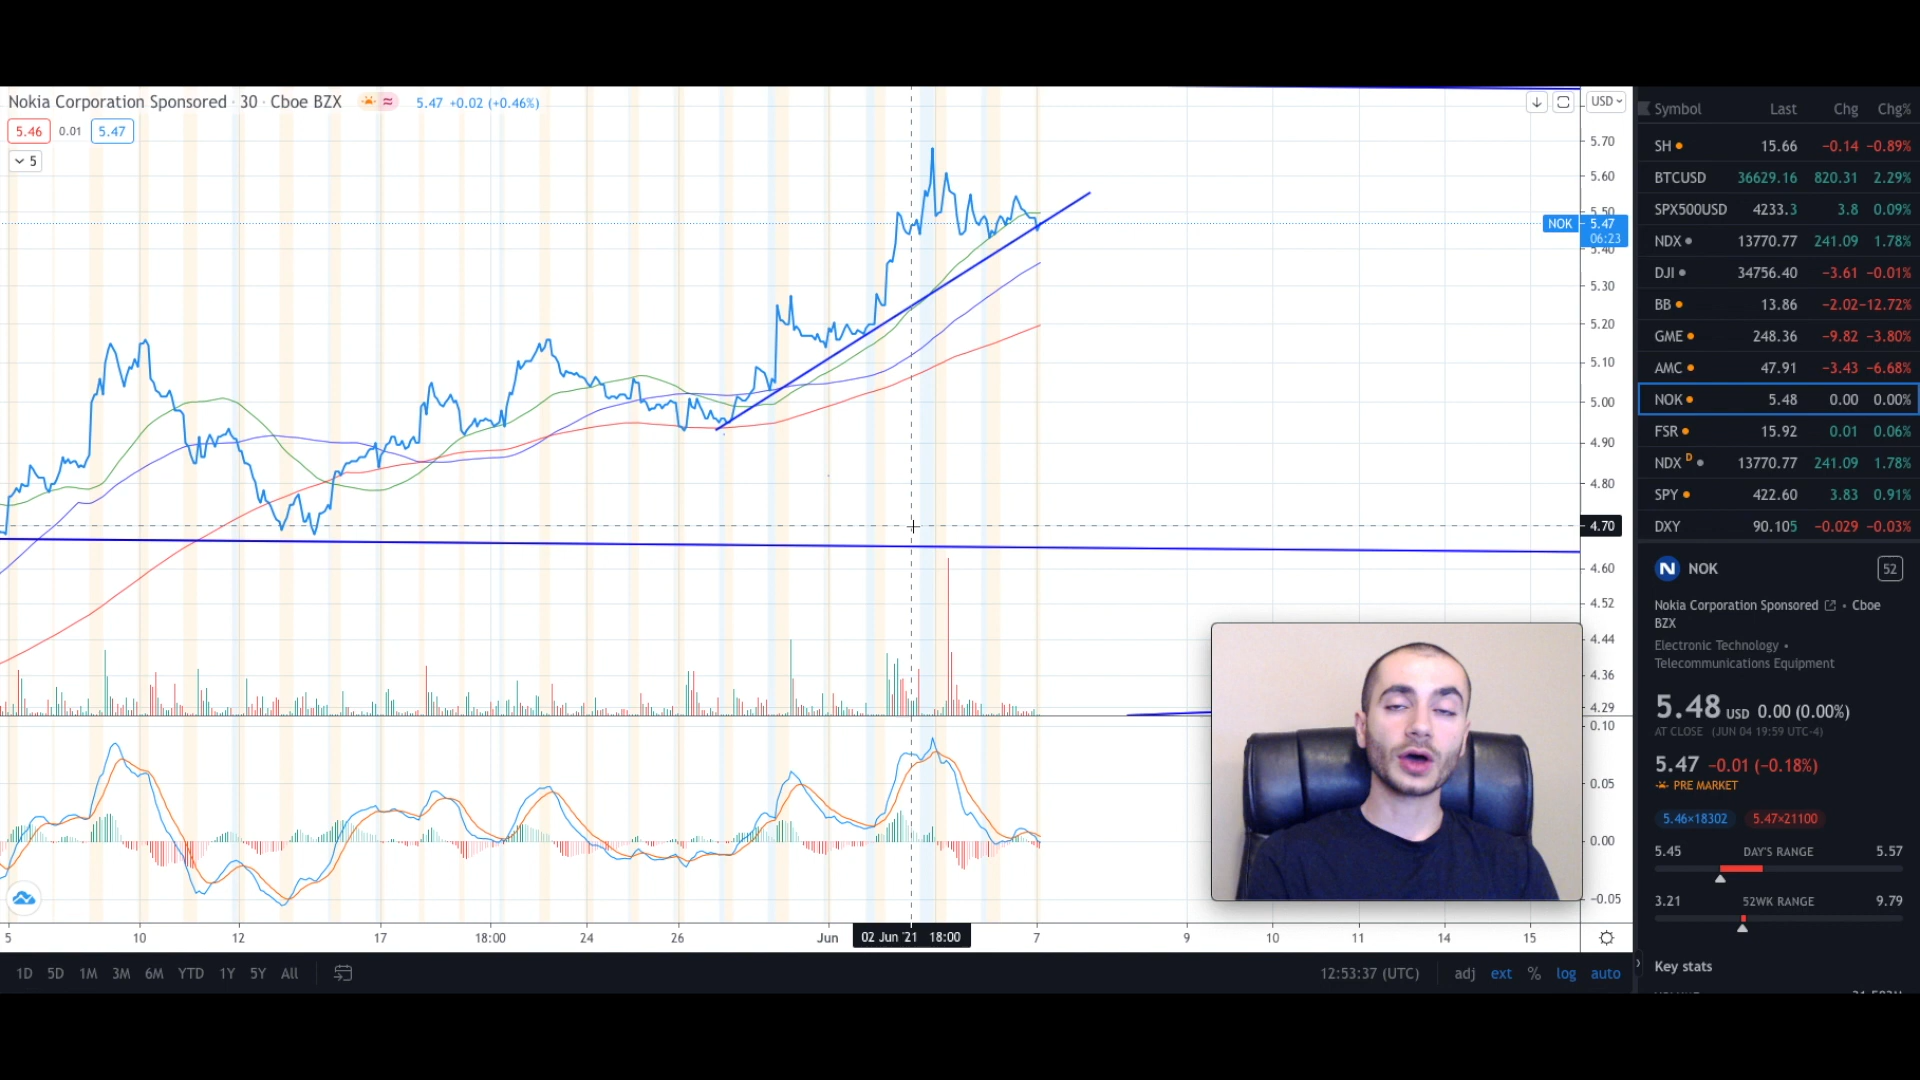 Nokia Corporation Sponsored · 30 · Cboe BZX 5.47 +0.02 (+0.46%)
5.46 0.01 5.47
5
USD
5.70
5.60
5.50
NOK 5.47
06:23
5.40
5.30
5.20
5.10
5.00
4.90
4.80
4.70
4.60
4.52
4.44
4.36
4.29
0.10
0.05
0.00
−0.05
5 10 12 17 18:00 24 26 Jun 02 Jun '21 18:00 7 9 10 11 14 15
1D 5D 1M 3M 6M YTD 1Y 5Y All 12:53:37 (UTC) adj ext % log auto
Symbol Last Chg Chg%
SH 15.66 −0.14 −0.89%
BTCUSD 36629.16 820.31 2.29%
SPX500USD 4233.3 3.8 0.09%
NDX 13770.77 241.09 1.78%
DJI 34756.40 −3.61 −0.01%
BB 13.86 −2.02 −12.72%
GME 248.36 −9.82 −3.80%
AMC 47.91 −3.43 −6.68%
NOK 5.48 0.00 0.00%
FSR 15.92 0.01 0.06%
NDX D 13770.77 241.09 1.78%
SPY 422.60 3.83 0.91%
DXY 90.105 −0.029 −0.03%
N NOK 52
Nokia Corporation Sponsored • Cboe
BZX
Electronic Technology •
Telecommunications Equipment
5.48 USD 0.00 (0.00%)
AT CLOSE (JUN 04 19:59 UTC-4)
5.47 −0.01 (−0.18%)
PRE MARKET
5.46×18302 5.47×21100
5.45 DAY'S RANGE 5.57
3.21 52WK RANGE 9.79
Key stats